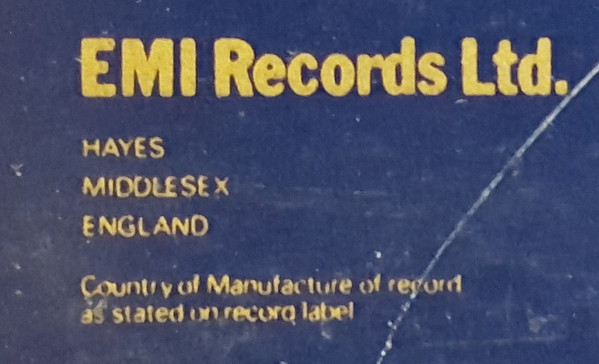 EMI Records Ltd.
HAYES
MIDDLESEX
ENGLAND
Country of Manufacture of record
as stated on record label